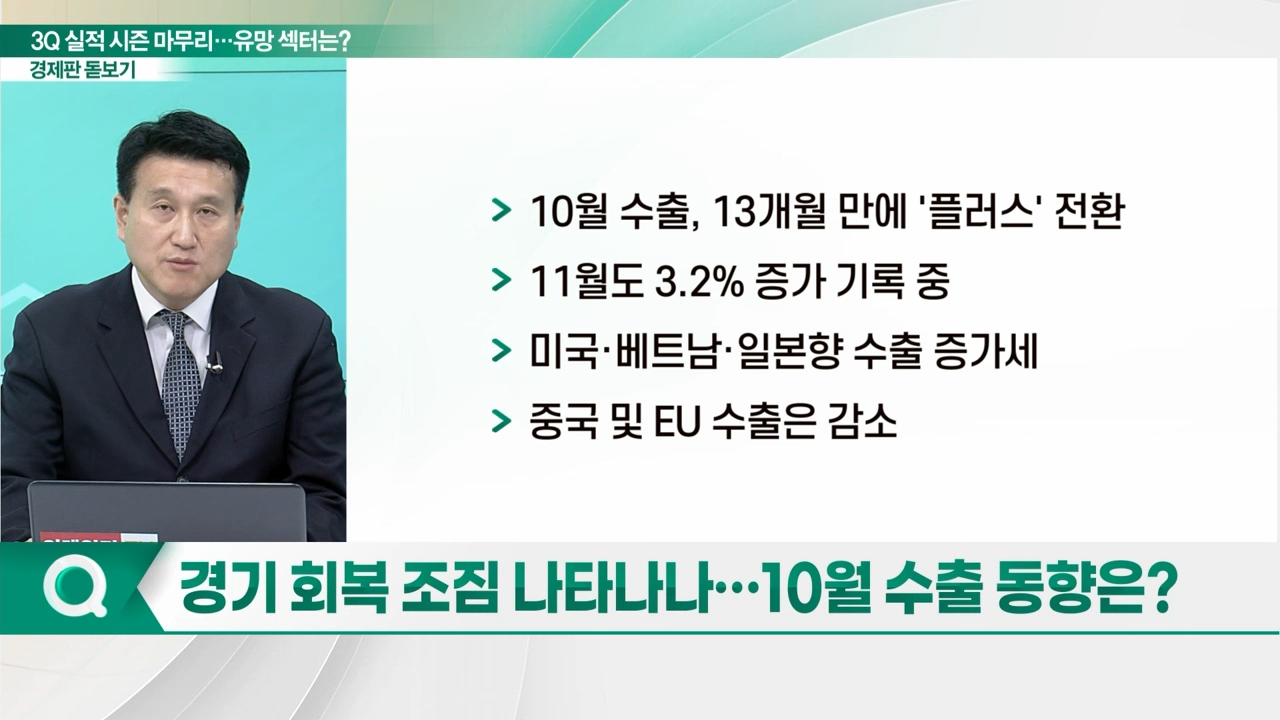 3Q 실적 시즌 마무리…유망 섹터는?
경제판 돋보기
> 10월 수출, 13개월 만에 '플러스' 전환
> 11월도 3.2% 증가 기록 중
> 미국·베트남·일본향 수출 증가세
> 중국 및 EU 수출은 감소
경기 회복 조짐 나타나나…10월 수출 동향은?